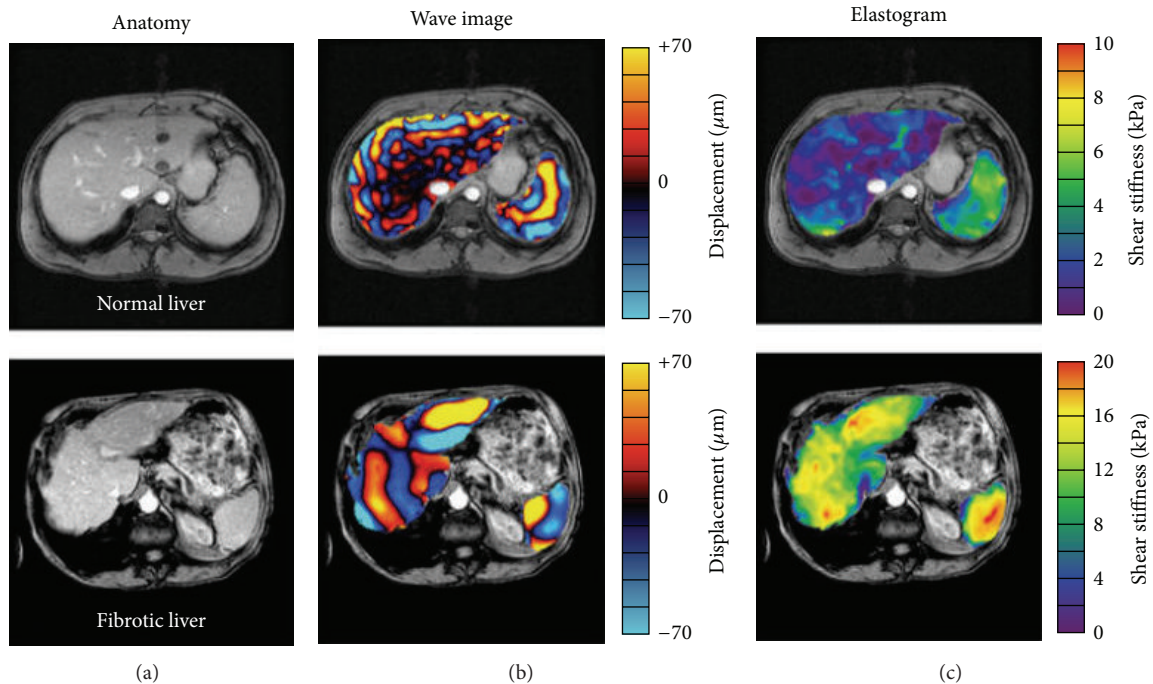 Anatomy
Wave image
Elastogram
Normal liver
+70
0
−70
Displacement (μm)
10
8
6
4
2
0
Shear stiffness (kPa)
Fibrotic liver
+70
0
−70
Displacement (μm)
20
16
12
8
4
0
Shear stiffness (kPa)
(a)
(b)
(c)